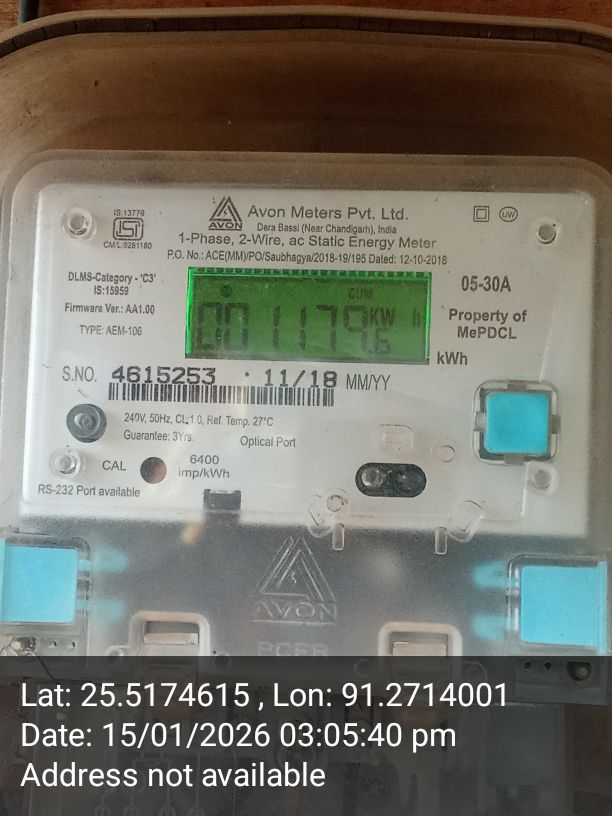 IS:13779
CM/L:9281180
AVON
Avon Meters Pvt. Ltd.
Dera Bassi (Near Chandigarh), India
UW
1-Phase, 2-Wire, ac Static Energy Meter
P.O. No.: ACE(MM)/PO/Saubhagya/2018-19/195 Dated: 12-10-2018
DLMS-Category - 'C3'
IS:15959
Firmware Ver.: AA1.00
TYPE: AEM-106
05-30A
Property of
MePDCL
CUM
001179.6 KW h
kWh
S.NO. 4615253 · 11/18 MM/YY
240V, 50Hz, CL.1.0, Ref. Temp. 27°C
Guarantee: 3Yrs.
Optical Port
CAL
6400
imp/kWh
RS-232 Port available
AVON
Lat: 25.5174615 , Lon: 91.2714001
Date: 15/01/2026 03:05:40 pm
Address not available